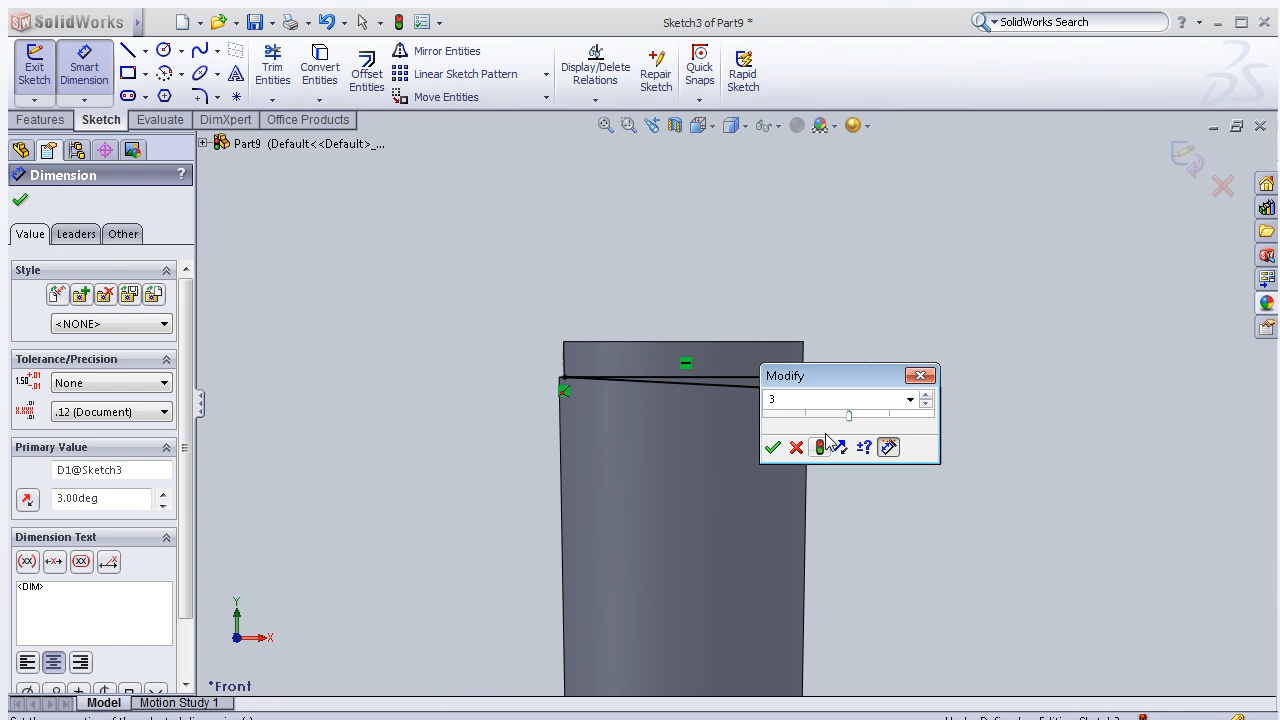 SolidWorks
Sketch3 of Part9 *
SolidWorks Search
Exit Sketch
Smart Dimension
Trim Entities
Convert Entities
Offset Entities
Mirror Entities
Linear Sketch Pattern
Move Entities
Display/Delete Relations
Repair Sketch
Quick Snaps
Rapid Sketch
Features
Sketch
Evaluate
DimXpert
Office Products
Part9 (Default<<Default>_...
Dimension
?
Value
Leaders
Other
Style
<NONE>
Tolerance/Precision
None
.12 (Document)
Primary Value
D1@Sketch3
3.00deg
Dimension Text
<DIM>
Modify
3
±?
Y
X
*Front
Model
Motion Study 1